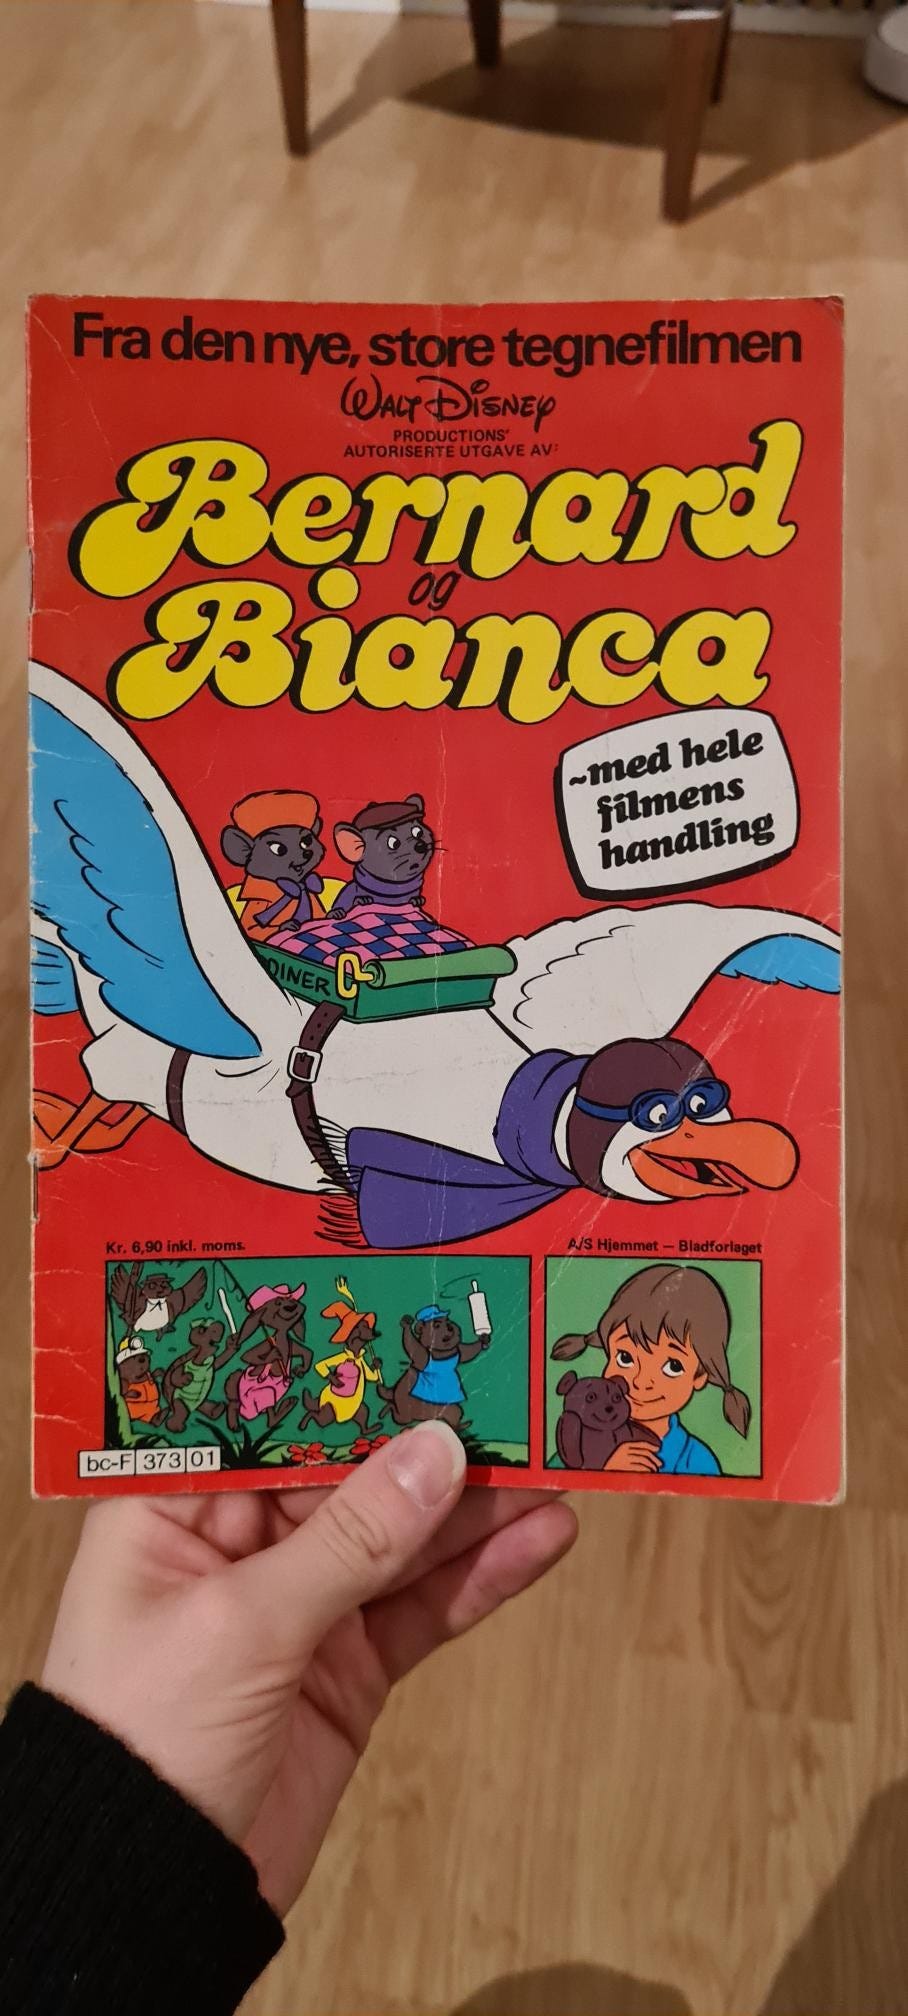 Fra den nye, store tegnefilmen
WALT DISNEY
PRODUCTIONS'
AUTORISERTE UTGAVE AV:
Bernard
og
Bianca
~med hele
filmens
handling
DINER
Kr. 6,90 inkl. moms.
A/S Hjemmet — Bladforlaget
bc-F 373 01